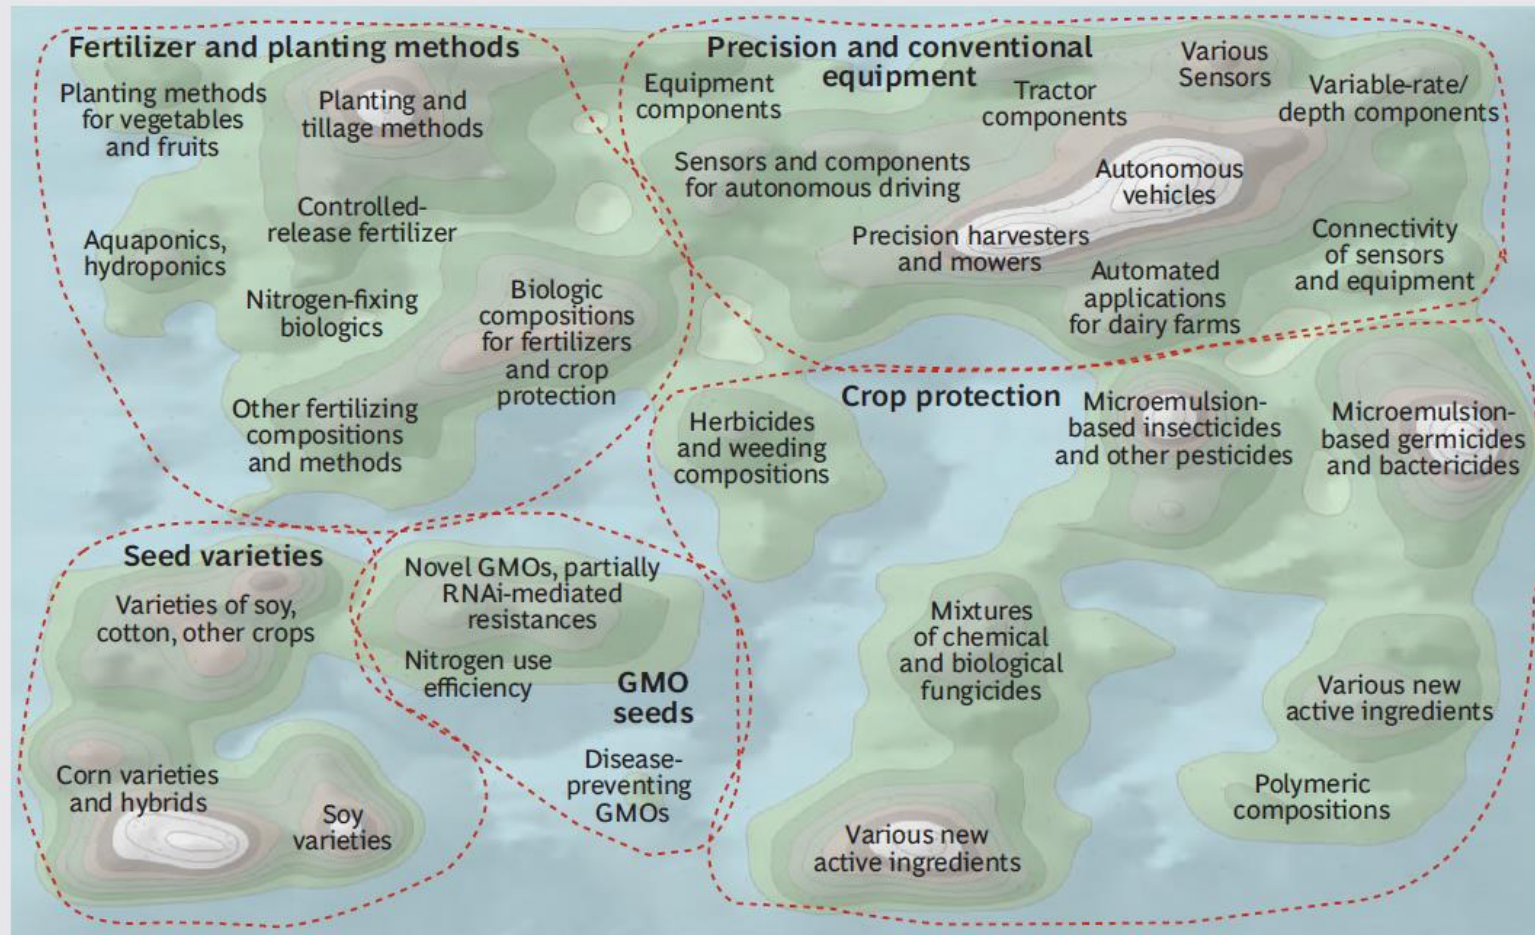 Fertilizer and planting methods
Planting methods
for vegetables
and fruits
Planting and
tillage methods
Controlled-
release fertilizer
Aquaponics,
hydroponics
Nitrogen-fixing
biologics
Biologic
compositions
for fertilizers
and crop
protection
Other fertilizing
compositions
and methods
Precision and conventional
equipment
Equipment
components
Tractor
components
Various
Sensors
Variable-rate/
depth components
Sensors and components
for autonomous driving
Autonomous
vehicles
Precision harvesters
and mowers
Automated
applications
for dairy farms
Connectivity
of sensors
and equipment
Crop protection
Herbicides
and weeding
compositions
Microemulsion-
based insecticides
and other pesticides
Microemulsion-
based germicides
and bactericides
Mixtures
of chemical
and biological
fungicides
Various new
active ingredients
Polymeric
compositions
Various new
active ingredients
Seed varieties
Varieties of soy,
cotton, other crops
Corn varieties
and hybrids
Soy
varieties
Novel GMOs, partially
RNAi-mediated
resistances
Nitrogen use
efficiency
GMO
seeds
Disease-
preventing
GMOs